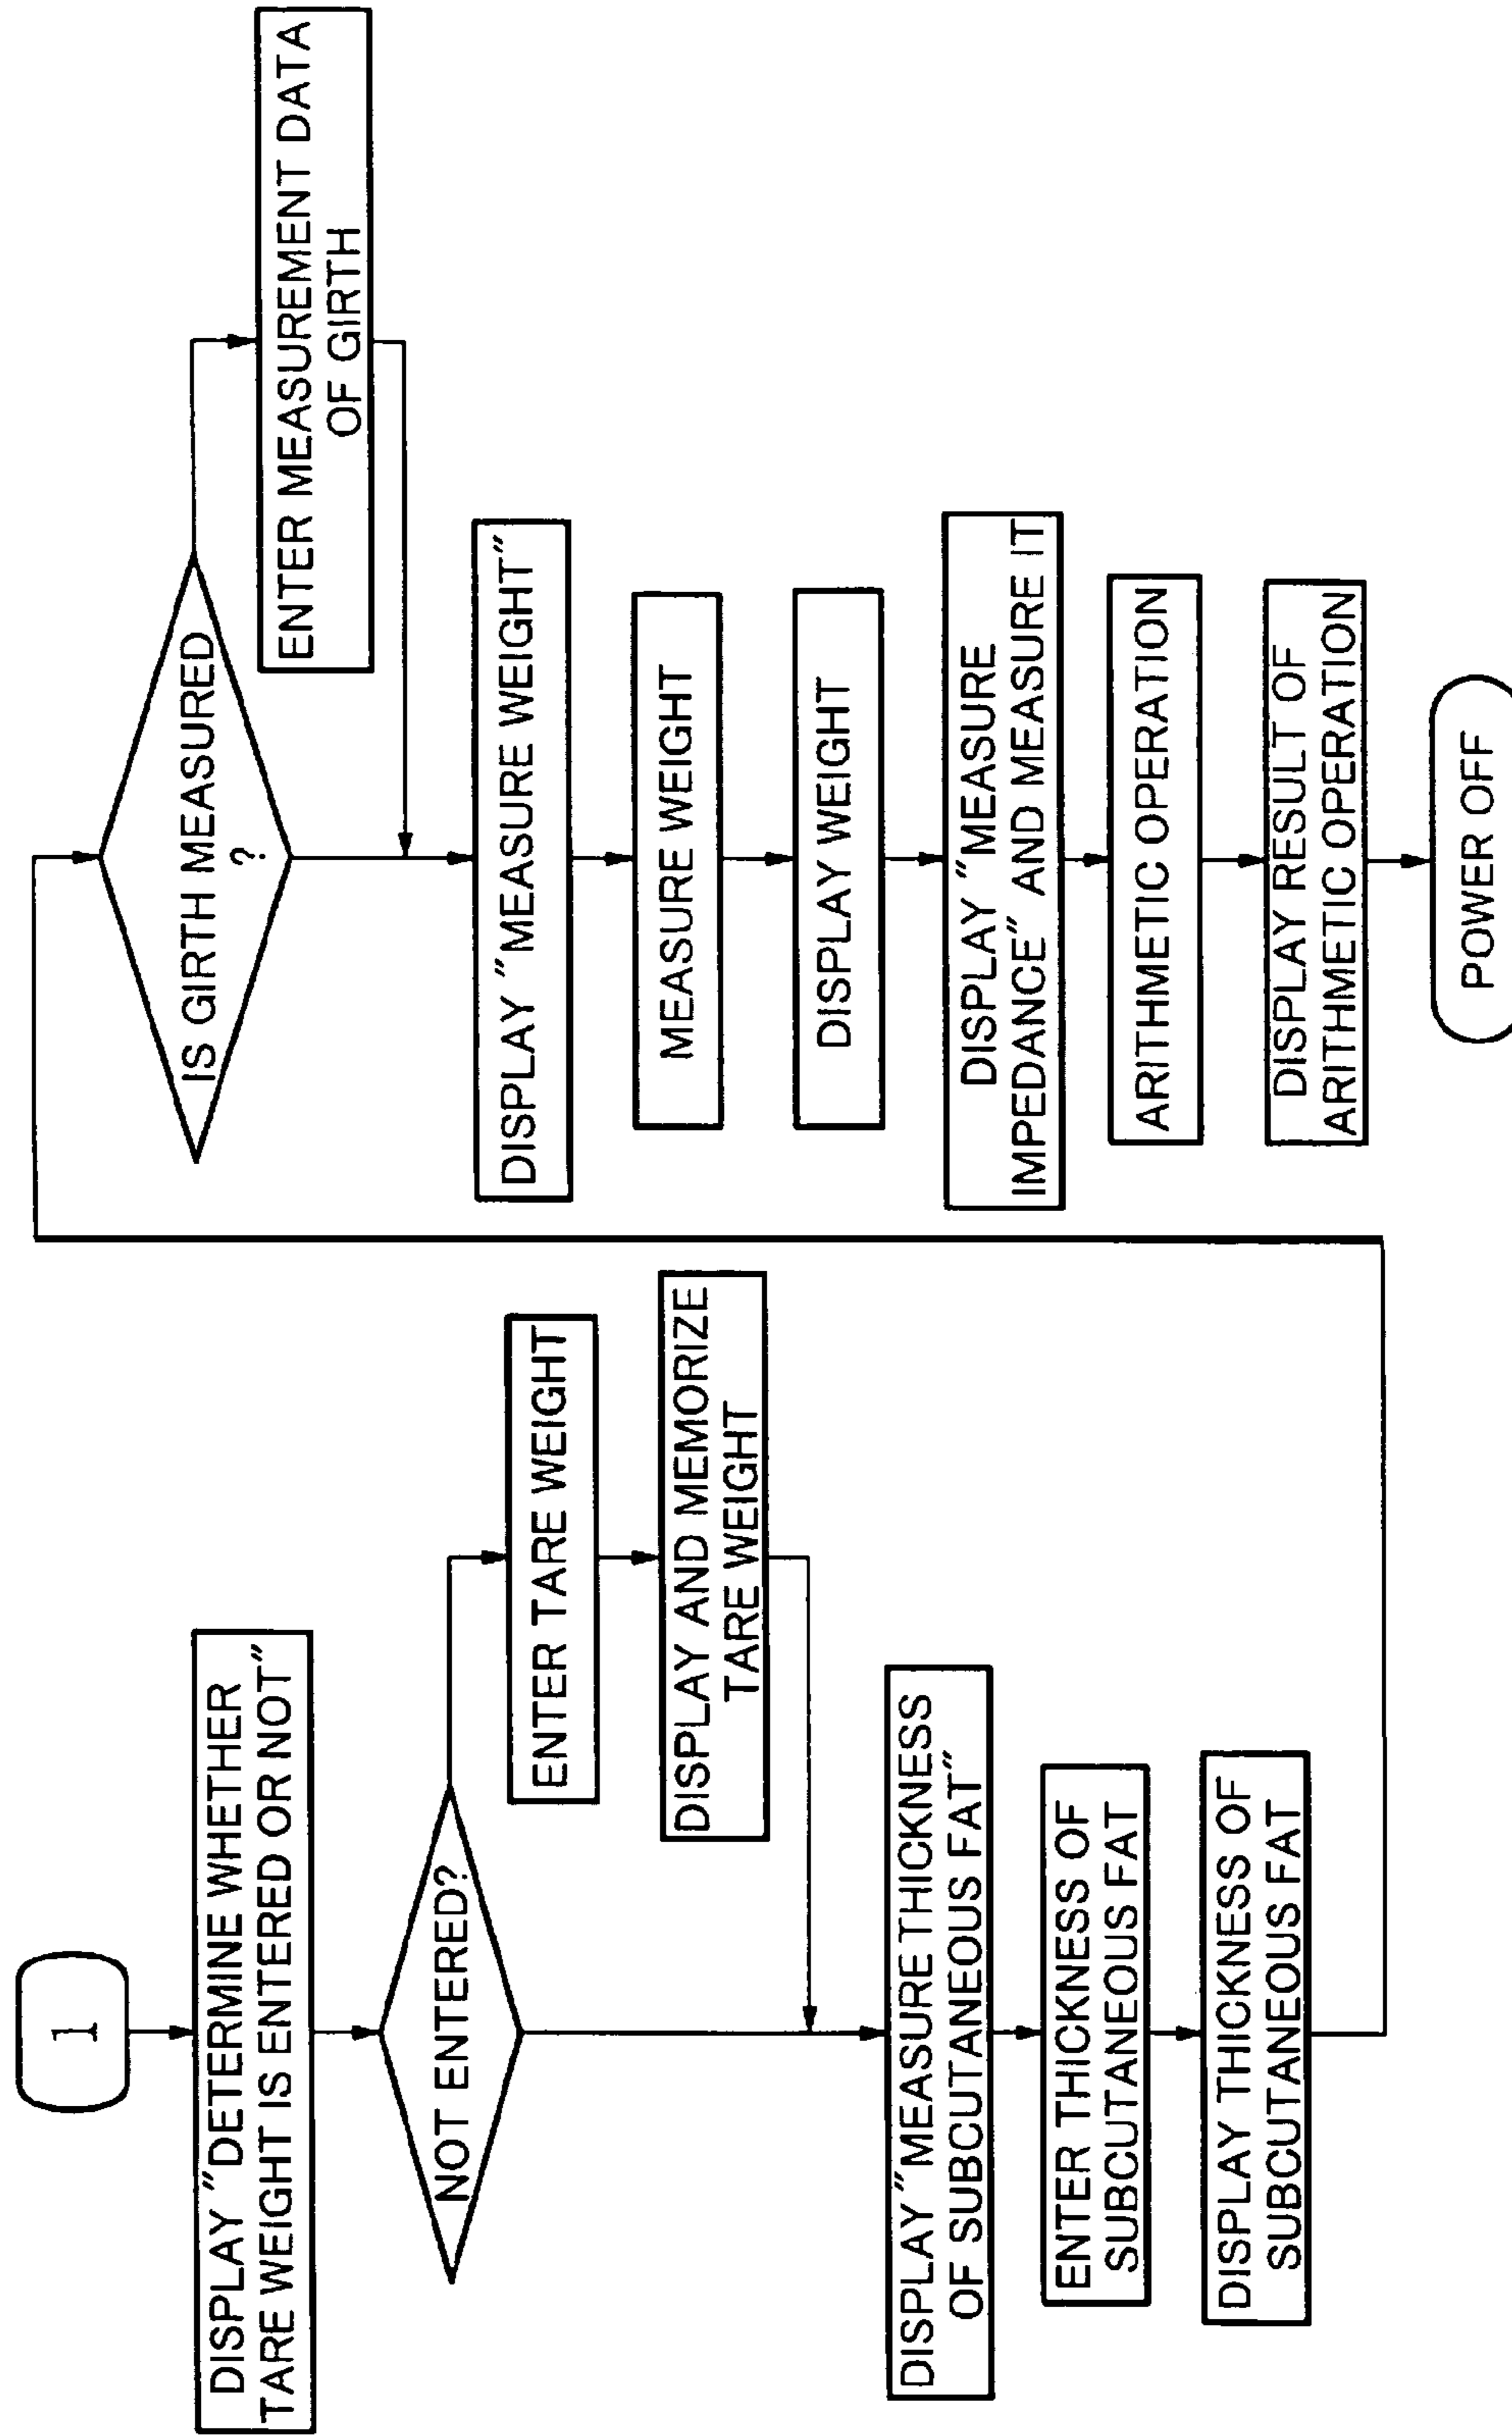 1
DISPLAY "DETERMINE WHETHER
TARE WEIGHT IS ENTERED OR NOT"
NOT ENTERED?
ENTER TARE WEIGHT
DISPLAY AND MEMORIZE
TARE WEIGHT
DISPLAY "MEASURE THICKNESS
OF SUBCUTANEOUS FAT"
ENTER THICKNESS OF
SUBCUTANEOUS FAT
DISPLAY THICKNESS OF
SUBCUTANEOUS FAT
IS GIRTH MEASURED
?
ENTER MEASUREMENT DATA
OF GIRTH
DISPLAY "MEASURE WEIGHT"
MEASURE WEIGHT
DISPLAY WEIGHT
DISPLAY "MEASURE
IMPEDANCE" AND MEASURE IT
ARITHMETIC OPERATION
DISPLAY RESULT OF
ARITHMETIC OPERATION
POWER OFF